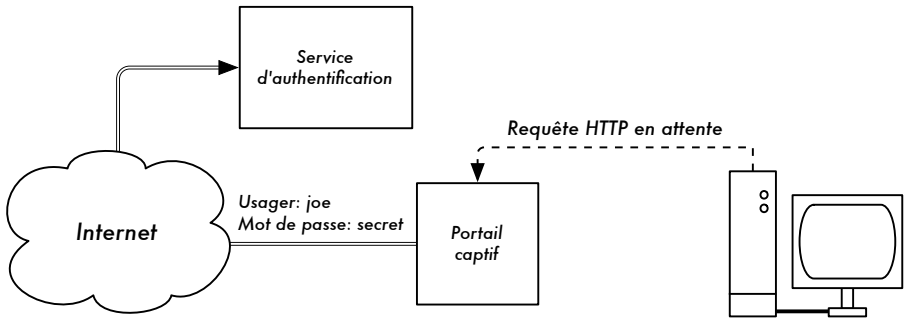 Service
d'authentification
Requête HTTP en attente
Usager: joe
Mot de passe: secret
Internet
Portail
captif